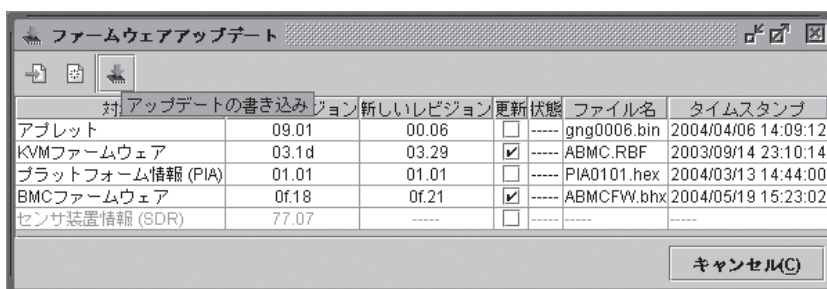 ファームウェアアップデート
アップデートの書き込み
対 ジョン 新しいレビジョン 更新 状態 ファイル名 タイムスタンプ
アプレット 09.01 00.06 ----- gng0006.bin 2004/04/06 14:09:12
KVMファームウェア 03.1d 03.29 ----- ABMC.RBF 2003/09/14 23:10:14
プラットフォーム情報 (PIA) 01.01 01.01 ----- PIA0101.hex 2004/03/13 14:44:00
BMCファームウェア 0f.18 0f.21 ----- ABMCFW.bhx 2004/05/19 15:23:02
センサ装置情報 (SDR) 77.07 ----- ----- ----- -----
キャンセル(C)